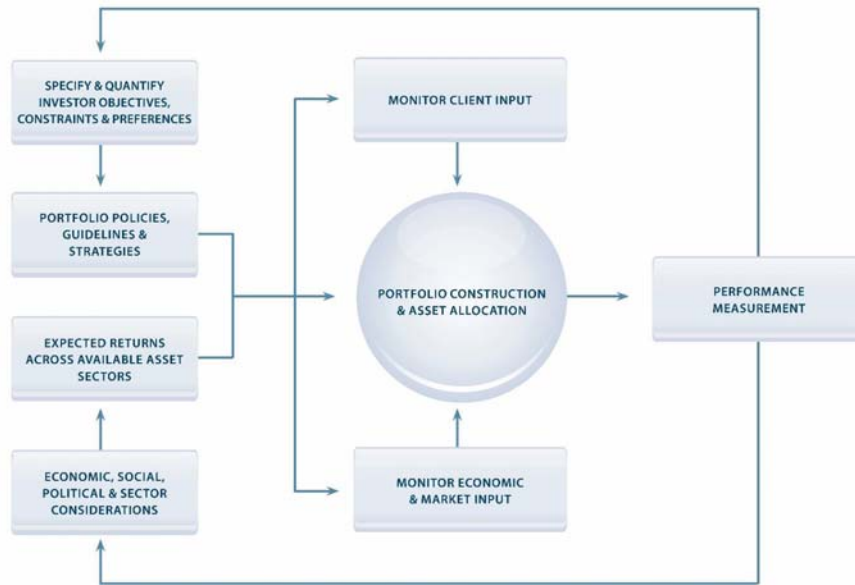 SPECIFY & QUANTIFY
INVESTOR OBJECTIVES,
CONSTRAINTS & PREFERENCES
PORTFOLIO POLICIES,
GUIDELINES &
STRATEGIES
EXPECTED RETURNS
ACROSS AVAILABLE ASSET
SECTORS
ECONOMIC, SOCIAL,
POLITICAL & SECTOR
CONSIDERATIONS
MONITOR CLIENT INPUT
PORTFOLIO CONSTRUCTION
& ASSET ALLOCATION
MONITOR ECONOMIC
& MARKET INPUT
PERFORMANCE
MEASUREMENT